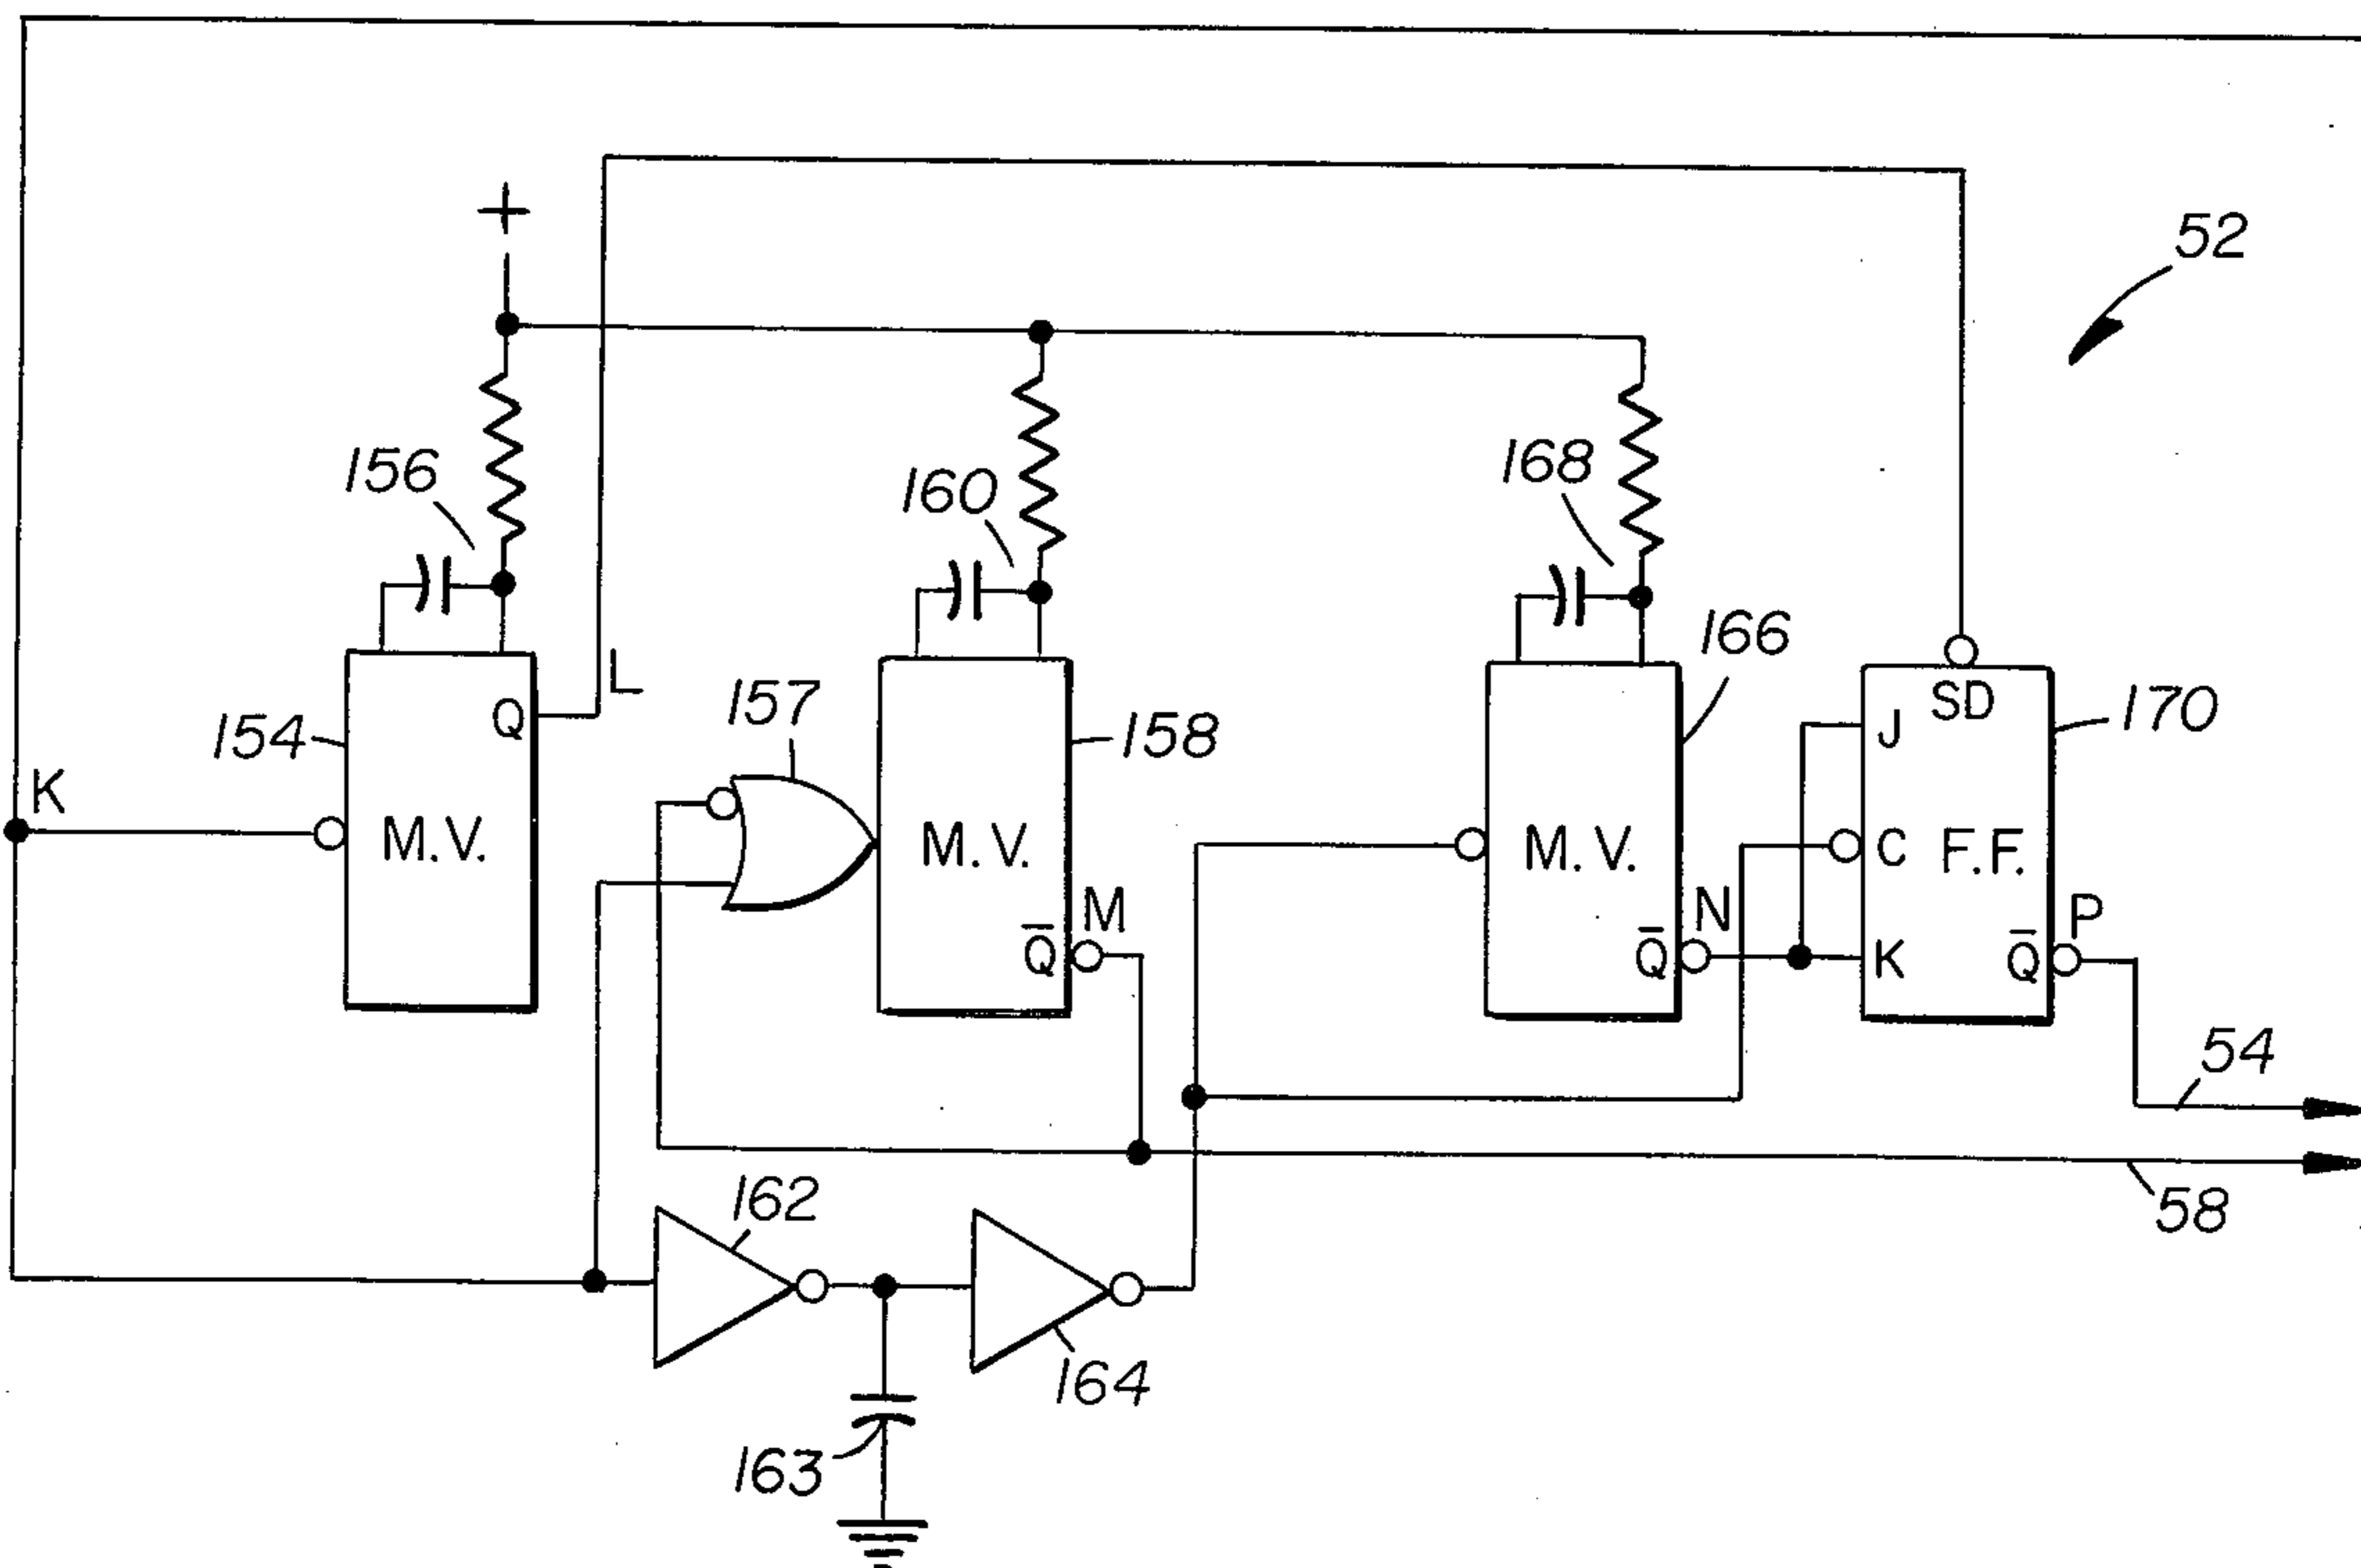 +
52
156
160
168
166
L
Q
157
SD
170
154
158
J
K
M.V.
M.V.
M.V.
C F.F.
M
N
P
Q̅
Q̅
K
Q̅
54
162
58
164
163